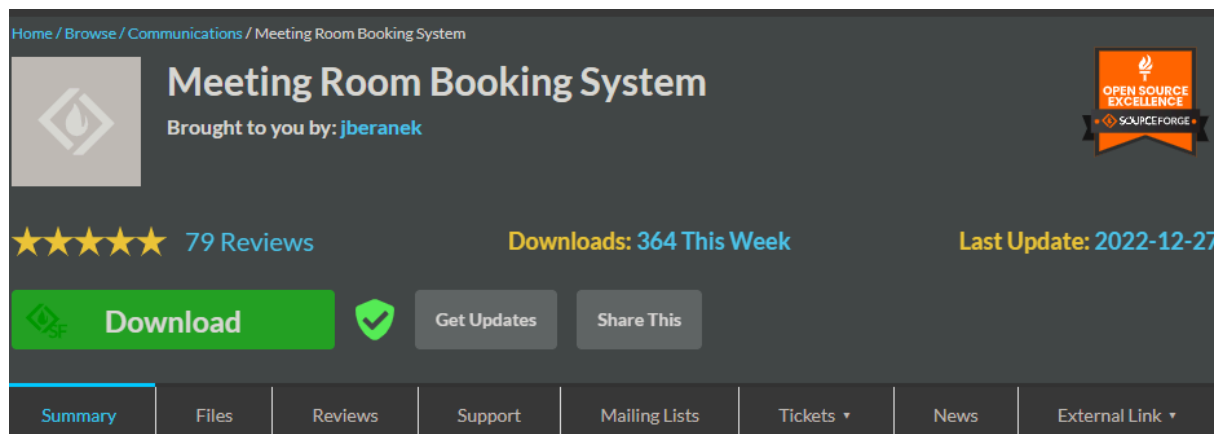 Home / Browse / Communications / Meeting Room Booking System
Meeting Room Booking System
Brought to you by: jberanek
OPEN SOURCE
EXCELLENCE
SOURCEFORGE
79 Reviews
Downloads: 364 This Week
Last Update: 2022-12-27
SF
Download
Get Updates
Share This
Summary
Files
Reviews
Support
Mailing Lists
Tickets ▾
News
External Link ▾